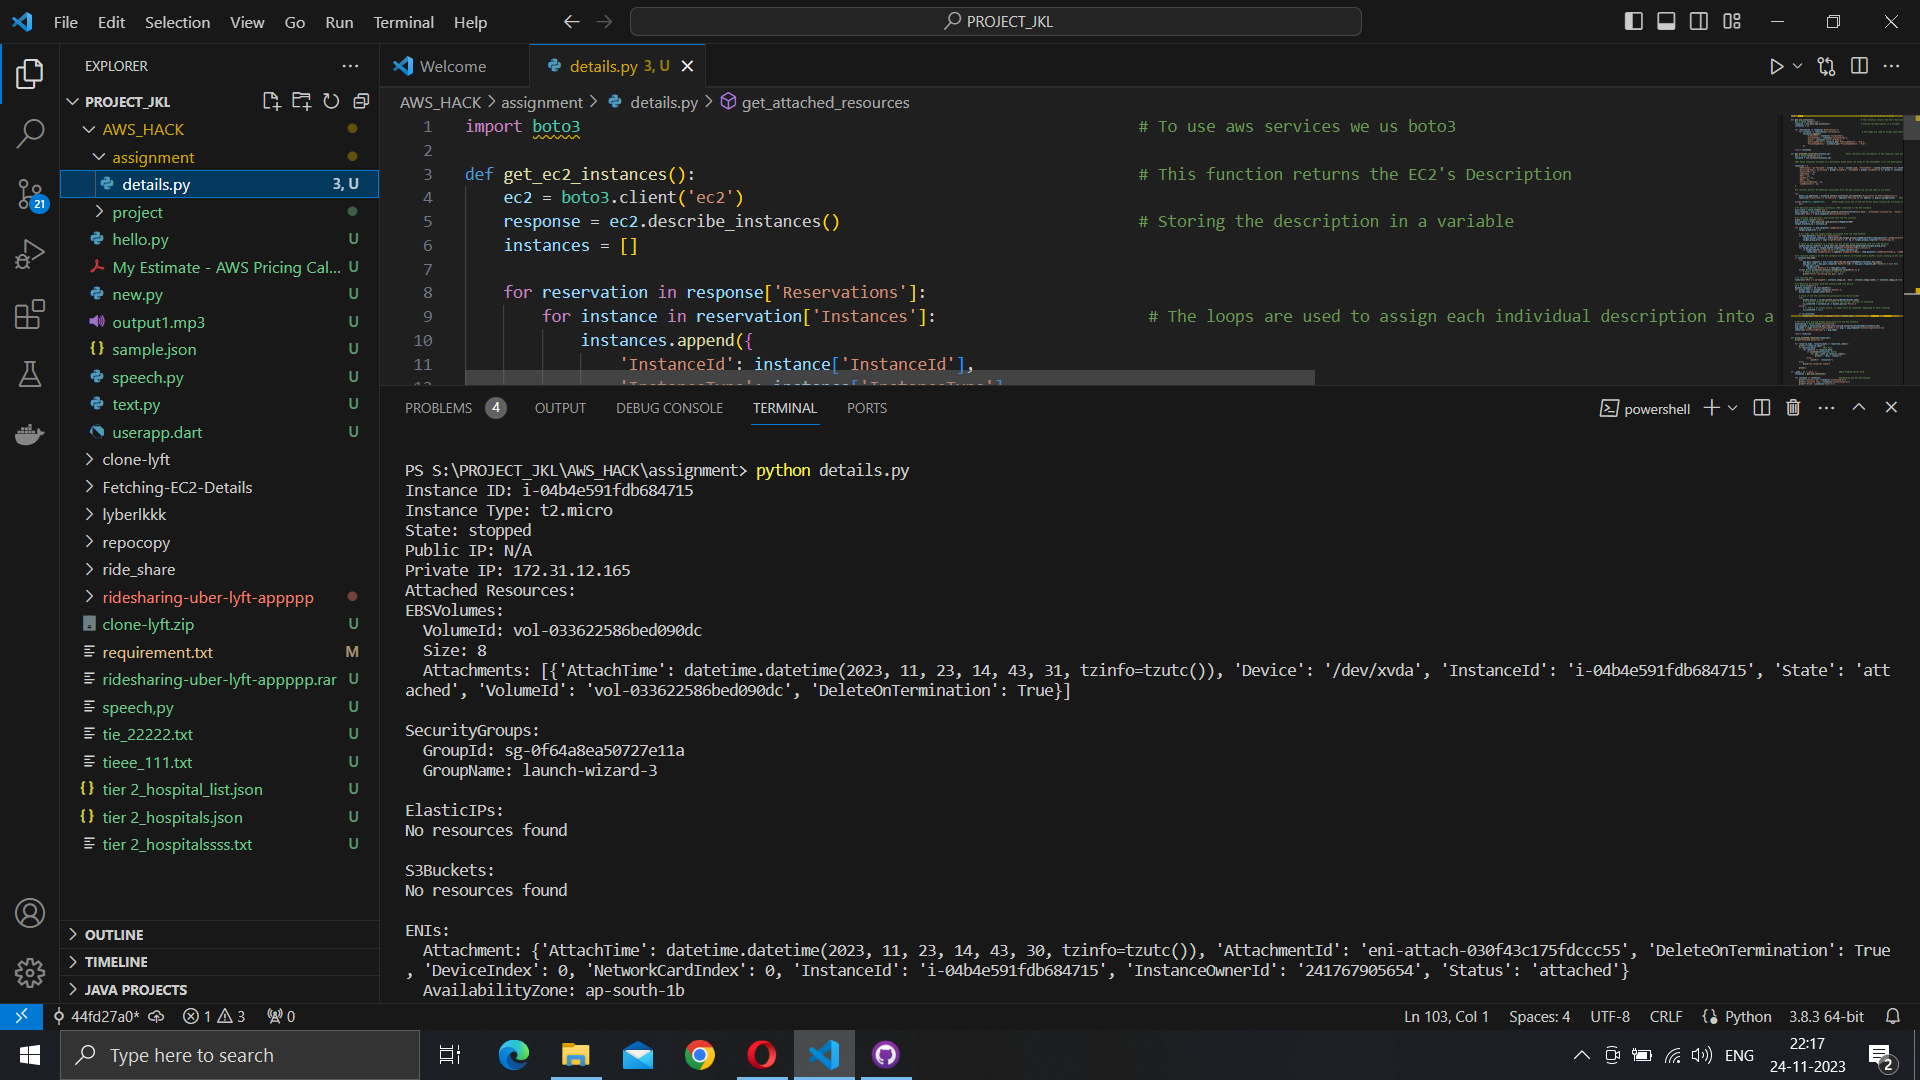 File Edit Selection View Go Run Terminal Help
PROJECT_JKL
EXPLORER
PROJECT_JKL
AWS_HACK
assignment
details.py 3, U
project
hello.py U
My Estimate - AWS Pricing Cal... U
new.py U
output1.mp3 U
sample.json U
speech.py U
text.py U
userapp.dart U
clone-lyft
Fetching-EC2-Details
lyberlkkk
repocopy
ride_share
ridesharing-uber-lyft-appppp
clone-lyft.zip U
requirement.txt M
ridesharing-uber-lyft-appppp.rar U
speech,py U
tie_22222.txt U
tieee_111.txt U
tier 2_hospital_list.json U
tier 2_hospitals.json U
tier 2_hospitalssss.txt U
OUTLINE
TIMELINE
JAVA PROJECTS
21
Welcome details.py 3, U
AWS_HACK > assignment > details.py > get_attached_resources
1 import boto3 # To use aws services we us boto3
2
3 def get_ec2_instances(): # This function returns the EC2's Description
4 ec2 = boto3.client('ec2')
5 response = ec2.describe_instances() # Storing the description in a variable
6 instances = []
7
8 for reservation in response['Reservations']:
9 for instance in reservation['Instances']: # The loops are used to assign each individual description into a
10 instances.append({
11 'InstanceId': instance['InstanceId'],
PROBLEMS 4 OUTPUT DEBUG CONSOLE TERMINAL PORTS
powershell
PS S:\PROJECT_JKL\AWS_HACK\assignment> python details.py
Instance ID: i-04b4e591fdb684715
Instance Type: t2.micro
State: stopped
Public IP: N/A
Private IP: 172.31.12.165
Attached Resources:
EBSVolumes:
VolumeId: vol-033622586bed090dc
Size: 8
Attachments: [{'AttachTime': datetime.datetime(2023, 11, 23, 14, 43, 31, tzinfo=tzutc()), 'Device': '/dev/xvda', 'InstanceId': 'i-04b4e591fdb684715', 'State': 'att
ached', 'VolumeId': 'vol-033622586bed090dc', 'DeleteOnTermination': True}]
SecurityGroups:
GroupId: sg-0f64a8ea50727e11a
GroupName: launch-wizard-3
ElasticIPs:
No resources found
S3Buckets:
No resources found
ENIs:
Attachment: {'AttachTime': datetime.datetime(2023, 11, 23, 14, 43, 30, tzinfo=tzutc()), 'AttachmentId': 'eni-attach-030f43c175fdccc55', 'DeleteOnTermination': True
, 'DeviceIndex': 0, 'NetworkCardIndex': 0, 'InstanceId': 'i-04b4e591fdb684715', 'InstanceOwnerId': '241767905654', 'Status': 'attached'}
AvailabilityZone: ap-south-1b
44fd27a0* 1 3 0 Ln 103, Col 1 Spaces: 4 UTF-8 CRLF Python 3.8.3 64-bit
Type here to search
ENG
22:17
24-11-2023
2